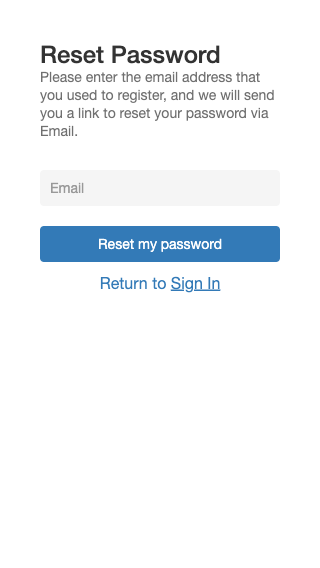 Reset Password
Please enter the email address that
you used to register, and we will send
you a link to reset your password via
Email.
Email
Reset my password
Return to Sign In